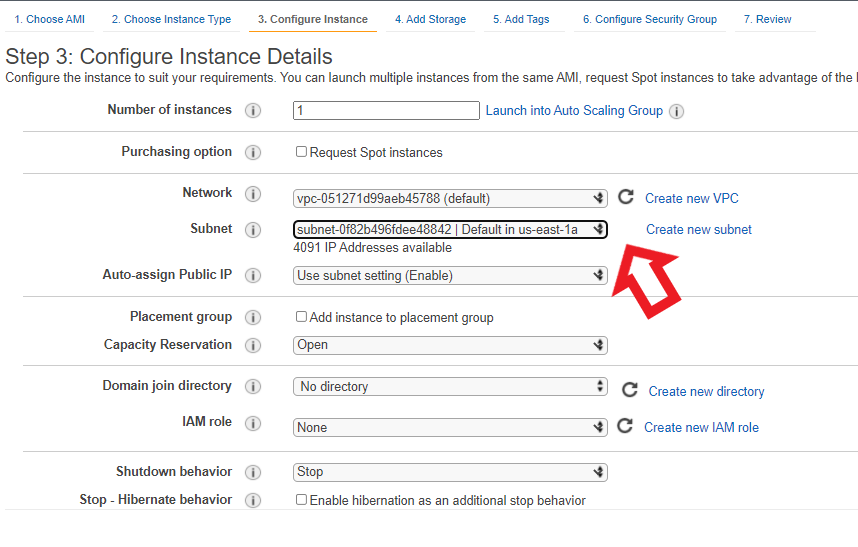 1. Choose AMI 2. Choose Instance Type 3. Configure Instance 4. Add Storage 5. Add Tags 6. Configure Security Group 7. Review
Step 3: Configure Instance Details
Configure the instance to suit your requirements. You can launch multiple instances from the same AMI, request Spot instances to take advantage of the
Number of instances 1 Launch into Auto Scaling Group
Purchasing option Request Spot instances
Network vpc-051271d99aeb45788 (default) Create new VPC
Subnet subnet-0f82b496fdee48842 | Default in us-east-1a Create new subnet
4091 IP Addresses available
Auto-assign Public IP Use subnet setting (Enable)
Placement group Add instance to placement group
Capacity Reservation Open
Domain join directory No directory Create new directory
IAM role None Create new IAM role
Shutdown behavior Stop
Stop - Hibernate behavior Enable hibernation as an additional stop behavior